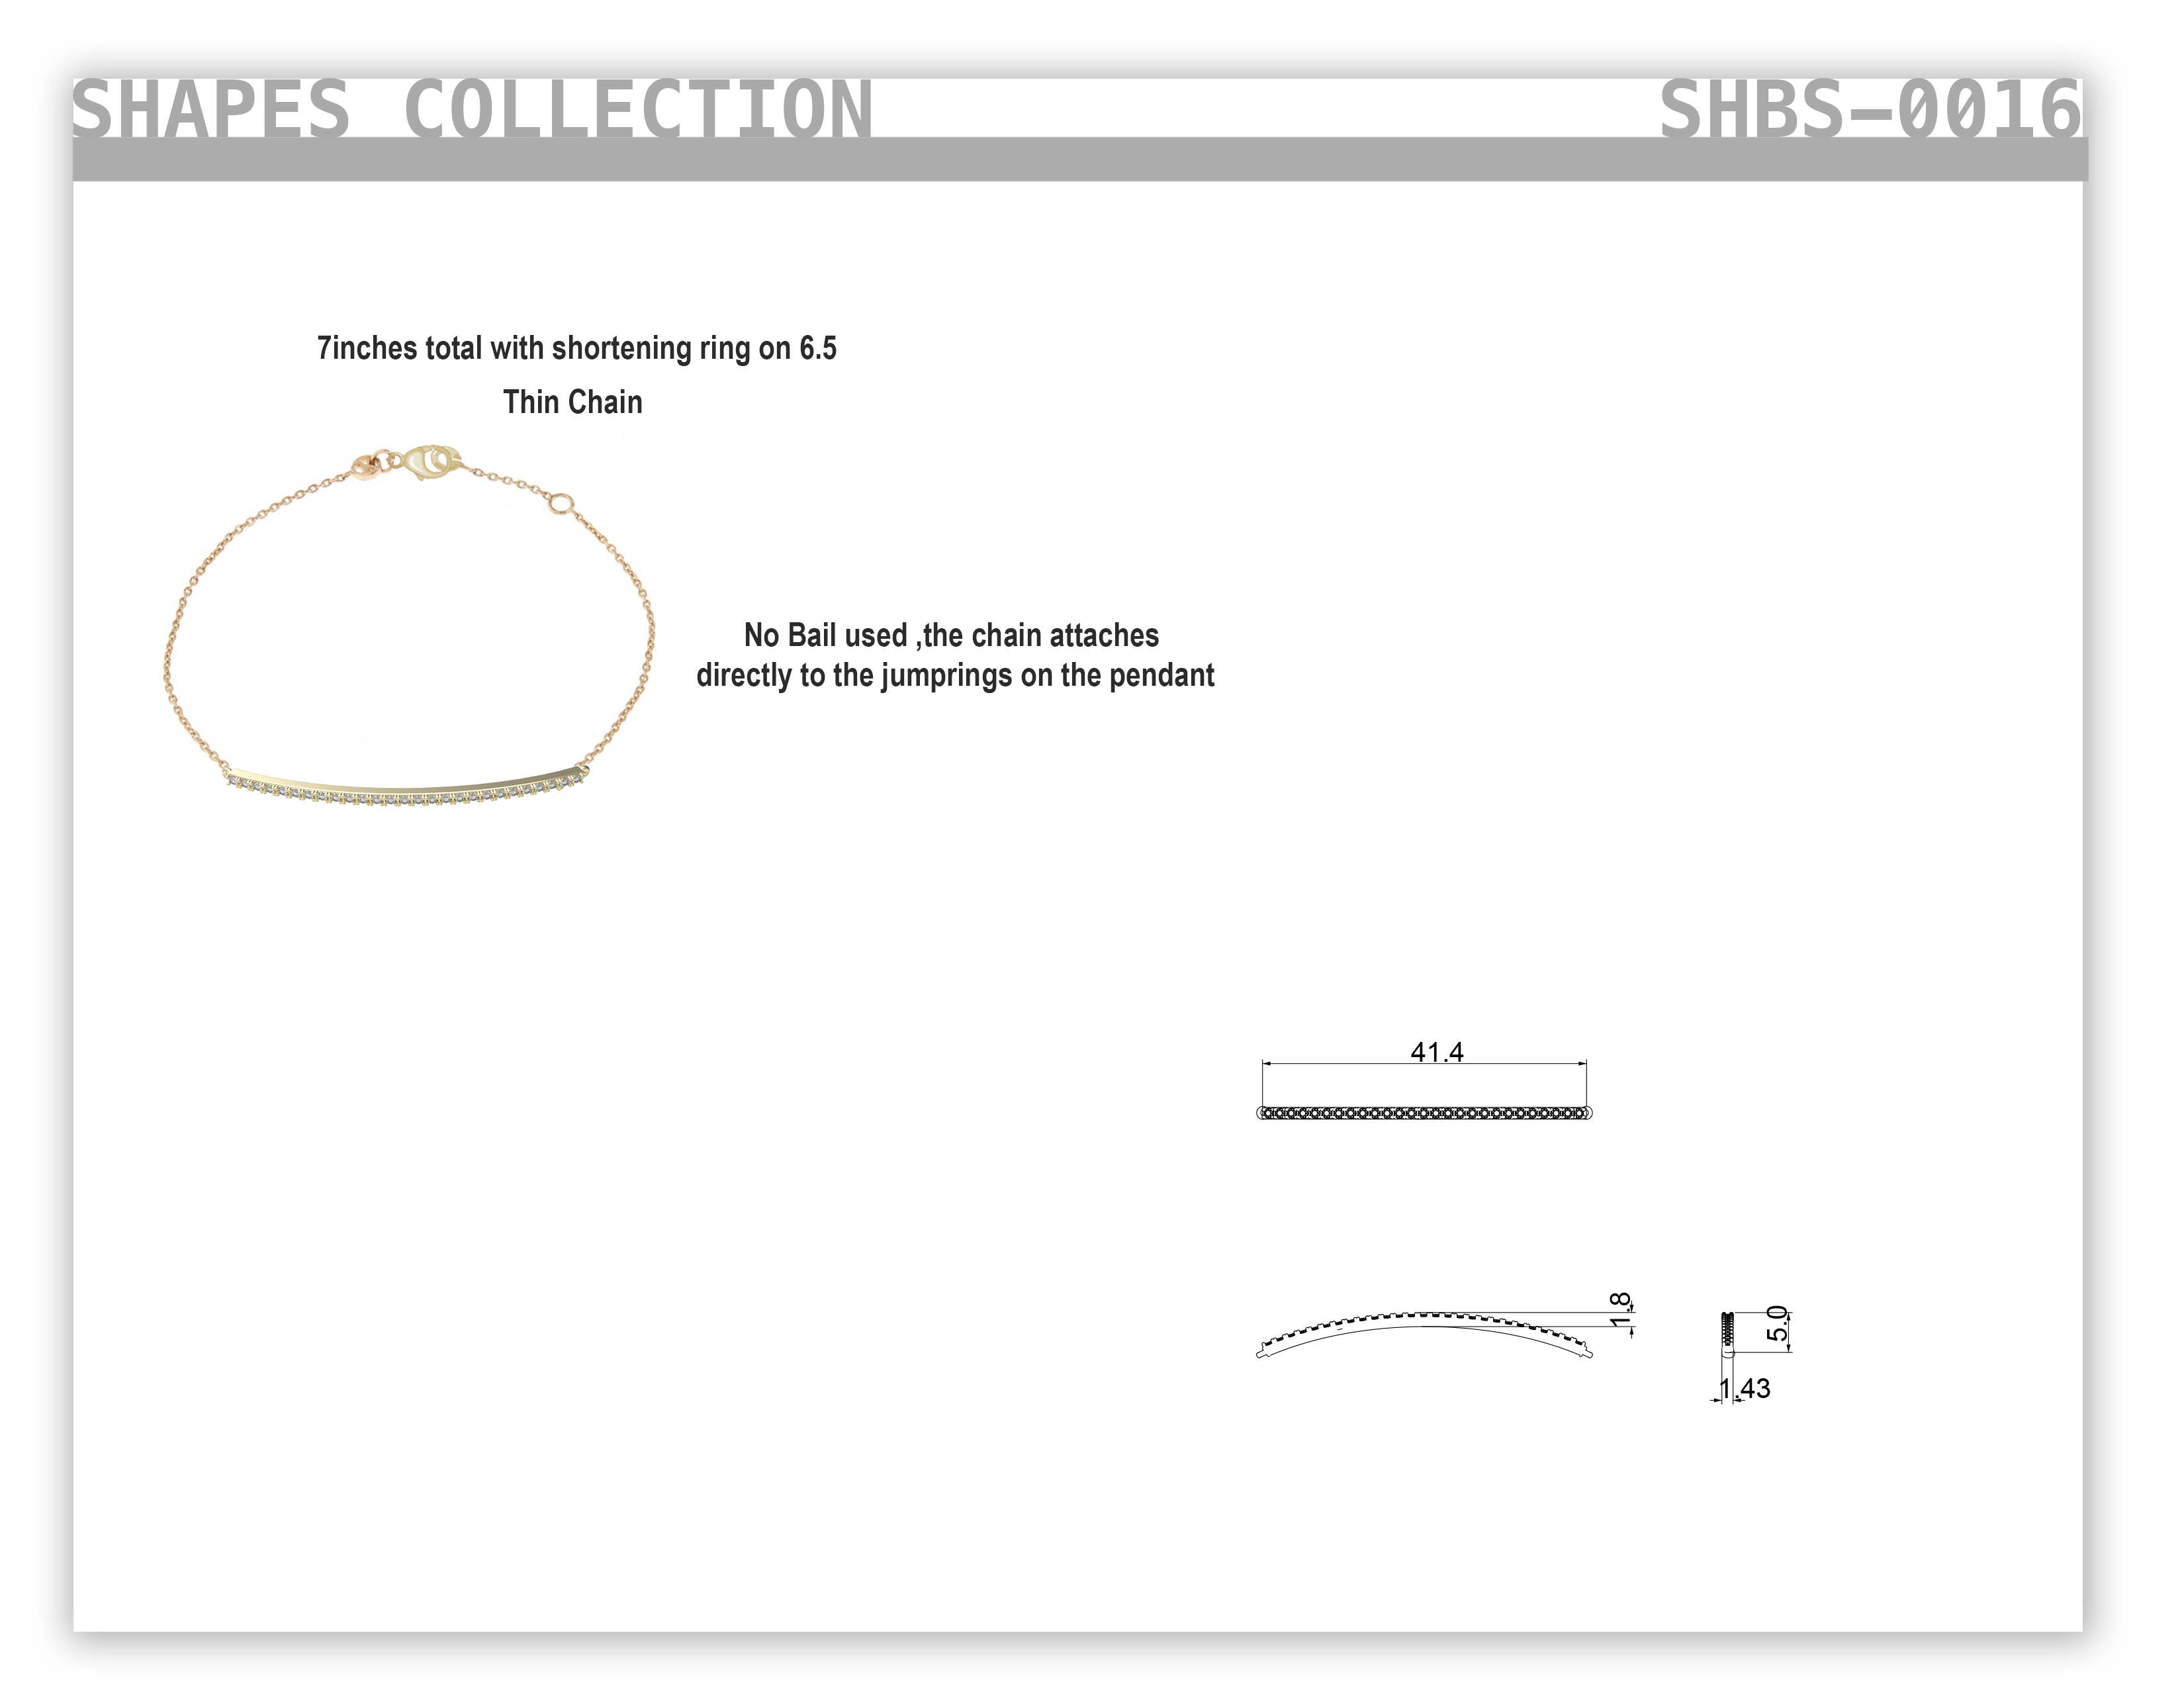 SHAPES COLLECTION
SHBS–0016
7inches total with shortening ring on 6.5
Thin Chain
No Bail used ,the chain attaches
directly to the jumprings on the pendant
41.4
1.8
5.0
1.43